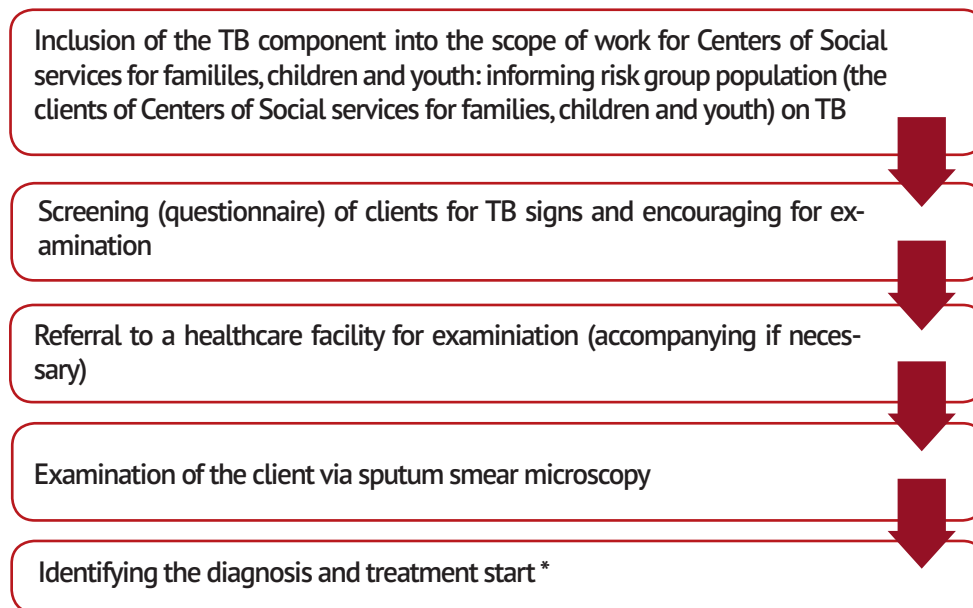 Inclusion of the TB component into the scope of work for Centers of Social
services for famililes, children and youth: informing risk group population (the
clients of Centers of Social services for families, children and youth) on TB
Screening (questionnaire) of clients for TB signs and encouraging for ex-
amination
Referral to a healthcare facility for examiniation (accompanying if neces-
sary)
Examination of the client via sputum smear microscopy
Identifying the diagnosis and treatment start *